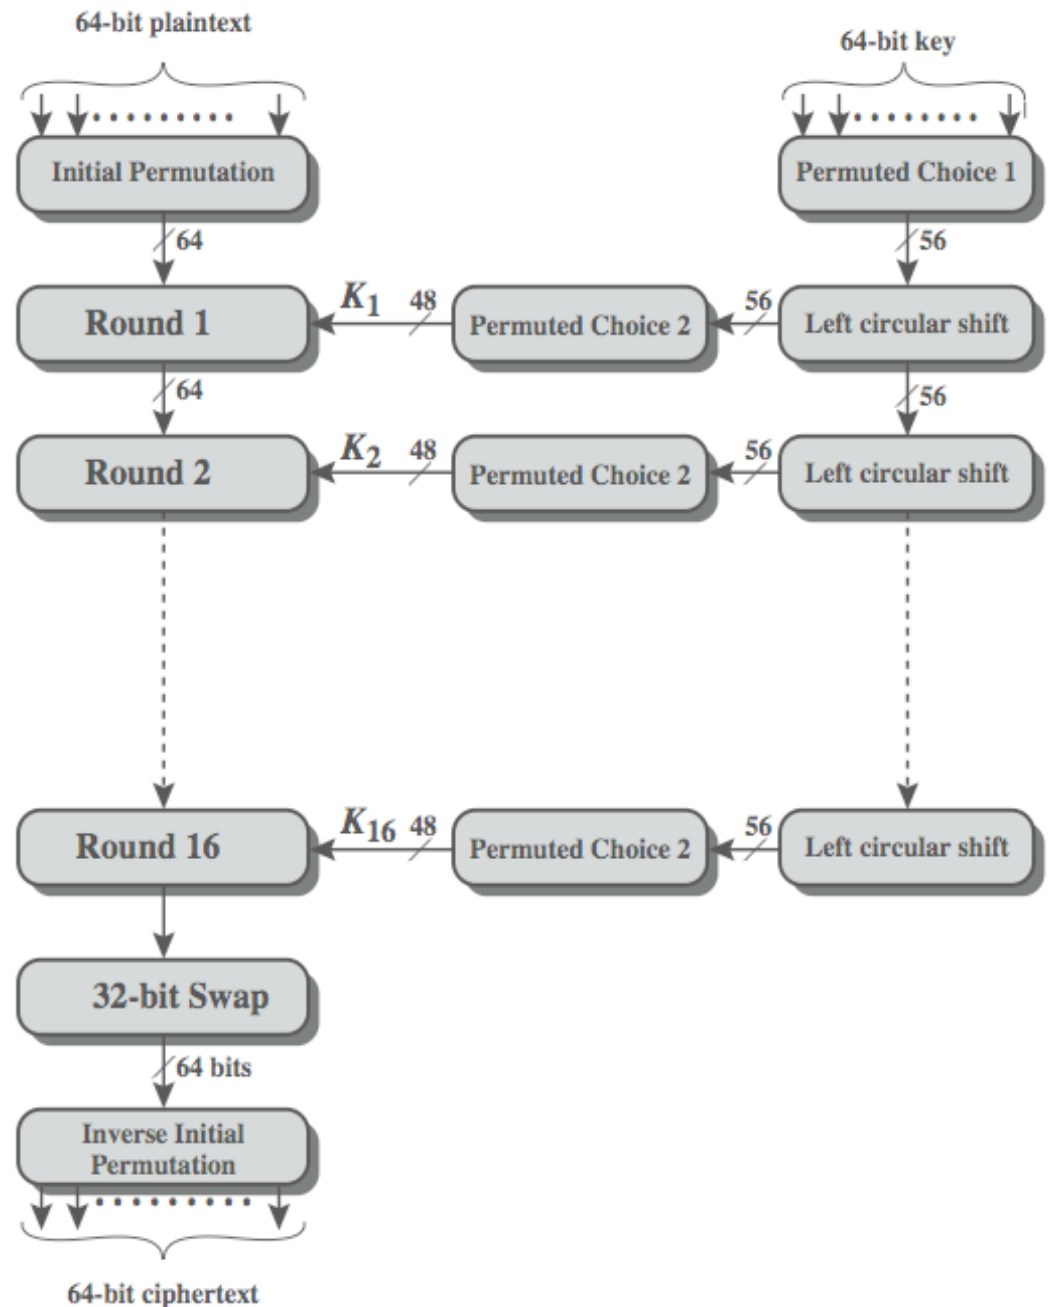 64-bit plaintext
64-bit key
Initial Permutation
Permuted Choice 1
64
56
Round 1
K1
48
Permuted Choice 2
56
Left circular shift
64
56
Round 2
K2
48
Permuted Choice 2
56
Left circular shift
Round 16
K16
48
Permuted Choice 2
56
Left circular shift
32-bit Swap
64 bits
Inverse Initial
Permutation
64-bit ciphertext